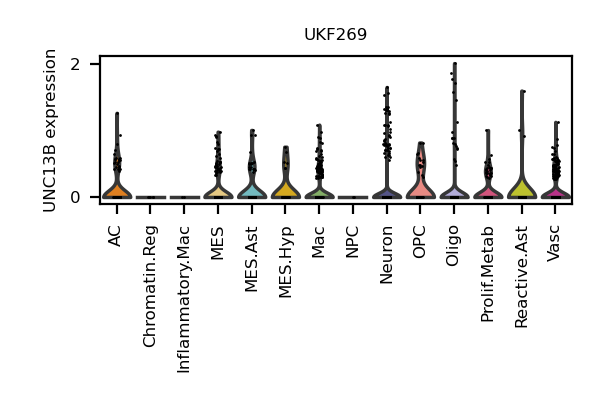 UKF269
UNC13B expression
2
0
AC
Chromatin.Reg
Inflammatory.Mac
MES
MES.Ast
MES.Hyp
Mac
NPC
Neuron
OPC
Oligo
Prolif.Metab
Reactive.Ast
Vasc